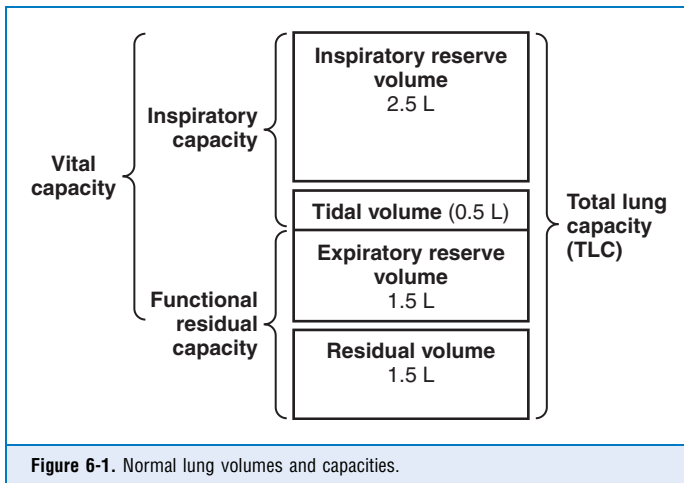 Inspiratory reserve
volume
2.5 L
Inspiratory
capacity
Vital
capacity
Tidal volume (0.5 L)
Total lung
capacity
(TLC)
Expiratory reserve
volume
1.5 L
Functional
residual
capacity
Residual volume
1.5 L
Figure 6-1. Normal lung volumes and capacities.